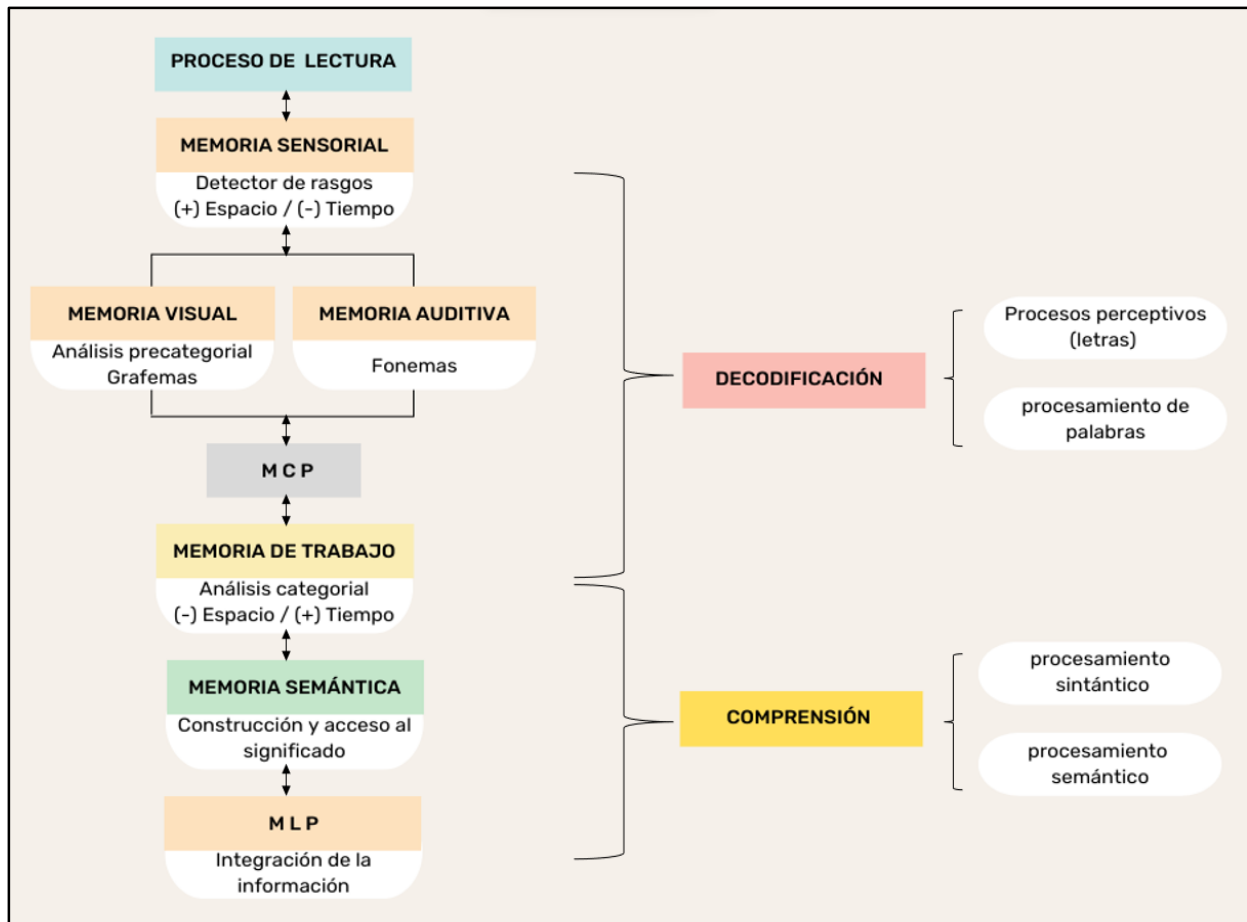 PROCESO DE LECTURA
MEMORIA SENSORIAL
Detector de rasgos
(+) Espacio / (-) Tiempo
MEMORIA VISUAL
Análisis precategorial
Grafemas
MEMORIA AUDITIVA
Fonemas
M C P
MEMORIA DE TRABAJO
Análisis categorial
(-) Espacio / (+) Tiempo
MEMORIA SEMÁNTICA
Construcción y acceso al
significado
M L P
Integración de la
información
DECODIFICACIÓN
Procesos perceptivos
(letras)
procesamiento de
palabras
COMPRENSIÓN
procesamiento
sintántico
procesamiento
semántico